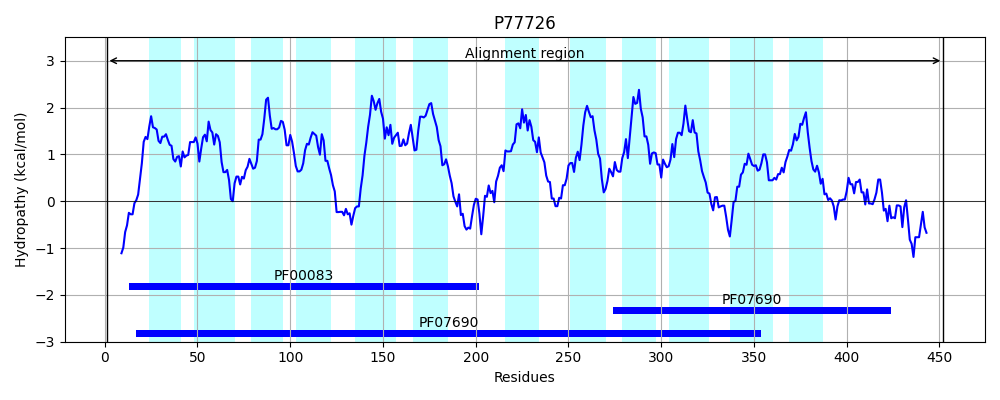 P77726
Alignment region
Hydropathy (kcal/mol)
3
2
1
0
−1
−2
−3
PF00083
PF07690
PF07690
0
50
100
150
200
250
300
350
400
450
Residues